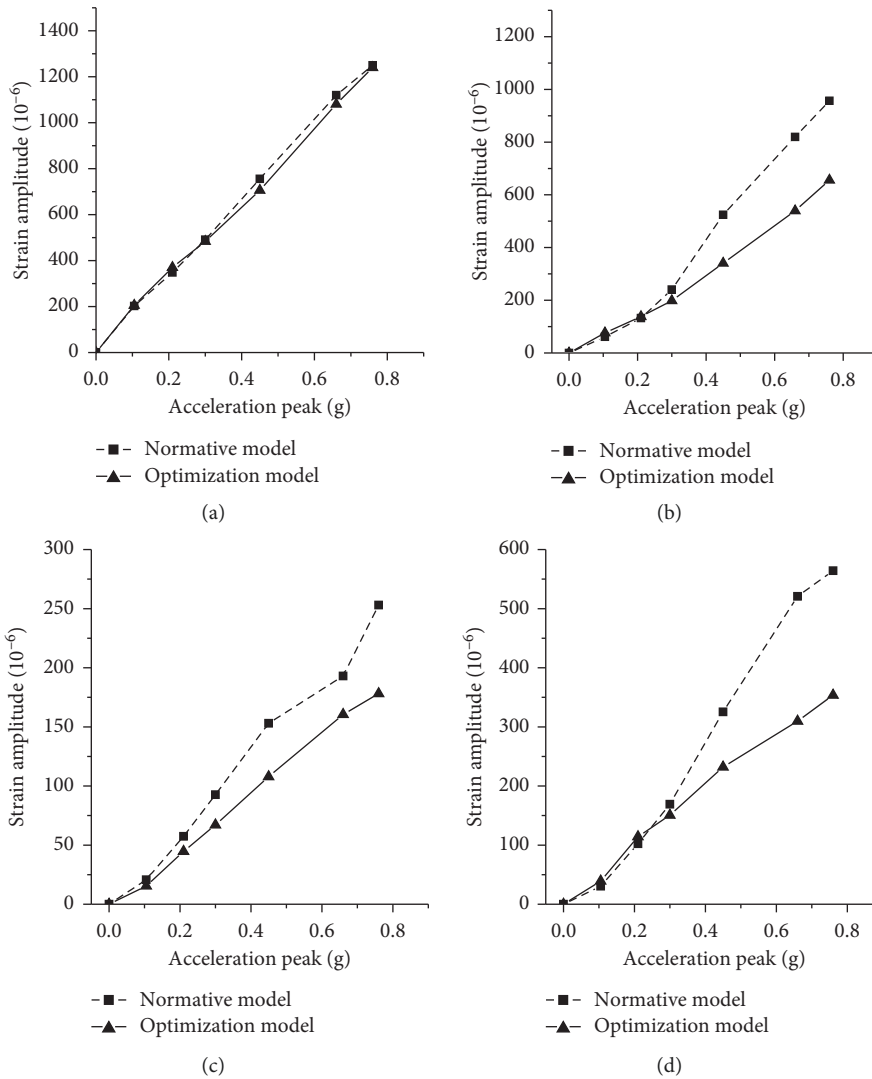 1400
1200
1000
800
600
400
200
0
Strain amplitude (10⁻⁶)
0.0 0.2 0.4 0.6 0.8
Acceleration peak (g)
Normative model
Optimization model
(a)
1200
1000
800
600
400
200
0
Strain amplitude (10⁻⁶)
0.0 0.2 0.4 0.6 0.8
Acceleration peak (g)
Normative model
Optimization model
(b)
300
250
200
150
100
50
0
Strain amplitude (10⁻⁶)
0.0 0.2 0.4 0.6 0.8
Acceleration peak (g)
Normative model
Optimization model
(c)
600
500
400
300
200
100
0
Strain amplitude (10⁻⁶)
0.0 0.2 0.4 0.6 0.8
Acceleration peak (g)
Normative model
Optimization model
(d)